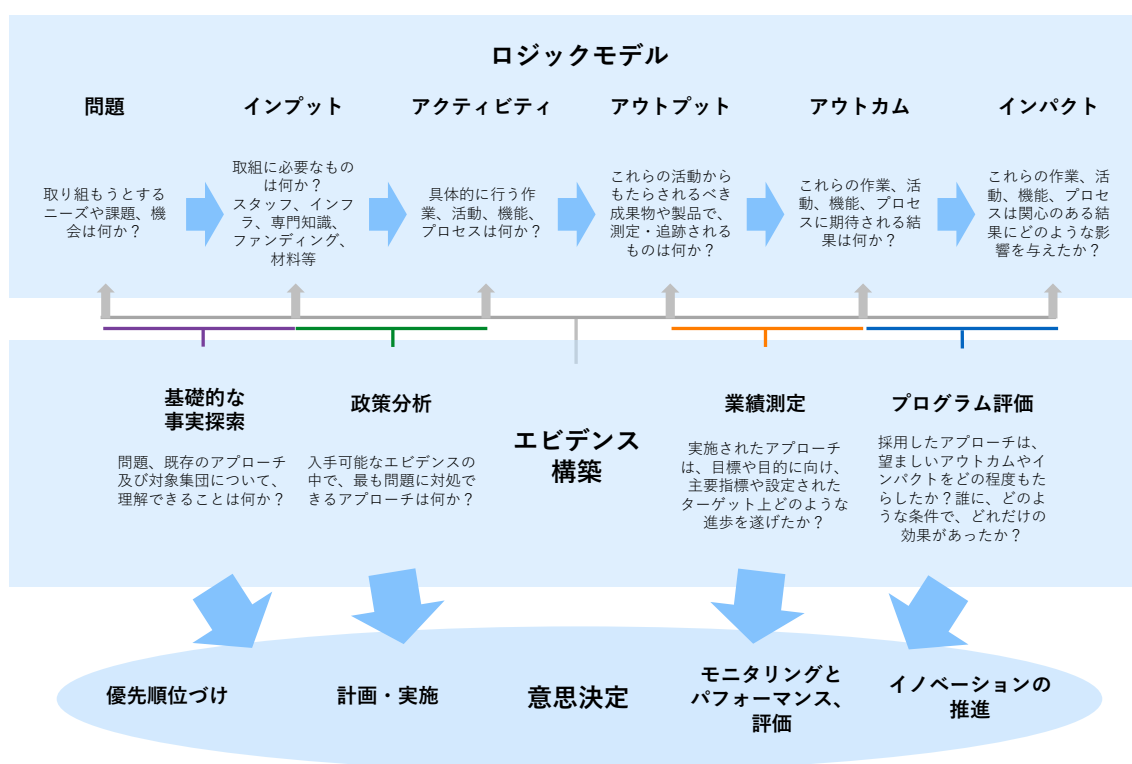 ロジックモデル
問題
インプット
アクティビティ
アウトプット
アウトカム
インパクト
取り組もうとする
ニーズや課題、機
会は何か？
取組に必要なもの
は何か？
スタッフ、インフ
ラ、専門知識、
ファンディング、
材料等
具体的に行う作
業、活動、機能、
プロセスは何か？
これらの活動から
もたらされるべき
成果物や製品で、
測定・追跡される
ものは何か？
これらの作業、活
動、機能、プロセ
スに期待される結
果は何か？
これらの作業、活
動、機能、プロセ
スは関心のある結
果にどのような影
響を与えたか？
基礎的な
事実探索
問題、既存のアプローチ
及び対象集団について、
理解できることは何か？
政策分析
入手可能なエビデンスの
中で、最も問題に対処で
きるアプローチは何か？
エビデンス
構築
業績測定
実施されたアプローチ
は、目標や目的に向け、
主要指標や設定された
ターゲット上どのような
進歩を遂げたか？
プログラム評価
採用したアプローチは、
望ましいアウトカムやイ
ンパクトをどの程度もた
らしたか？誰に、どのよ
うな条件で、どれだけの
効果があったか？
優先順位づけ
計画・実施
意思決定
モニタリングと
パフォーマンス、
評価
イノベーションの
推進